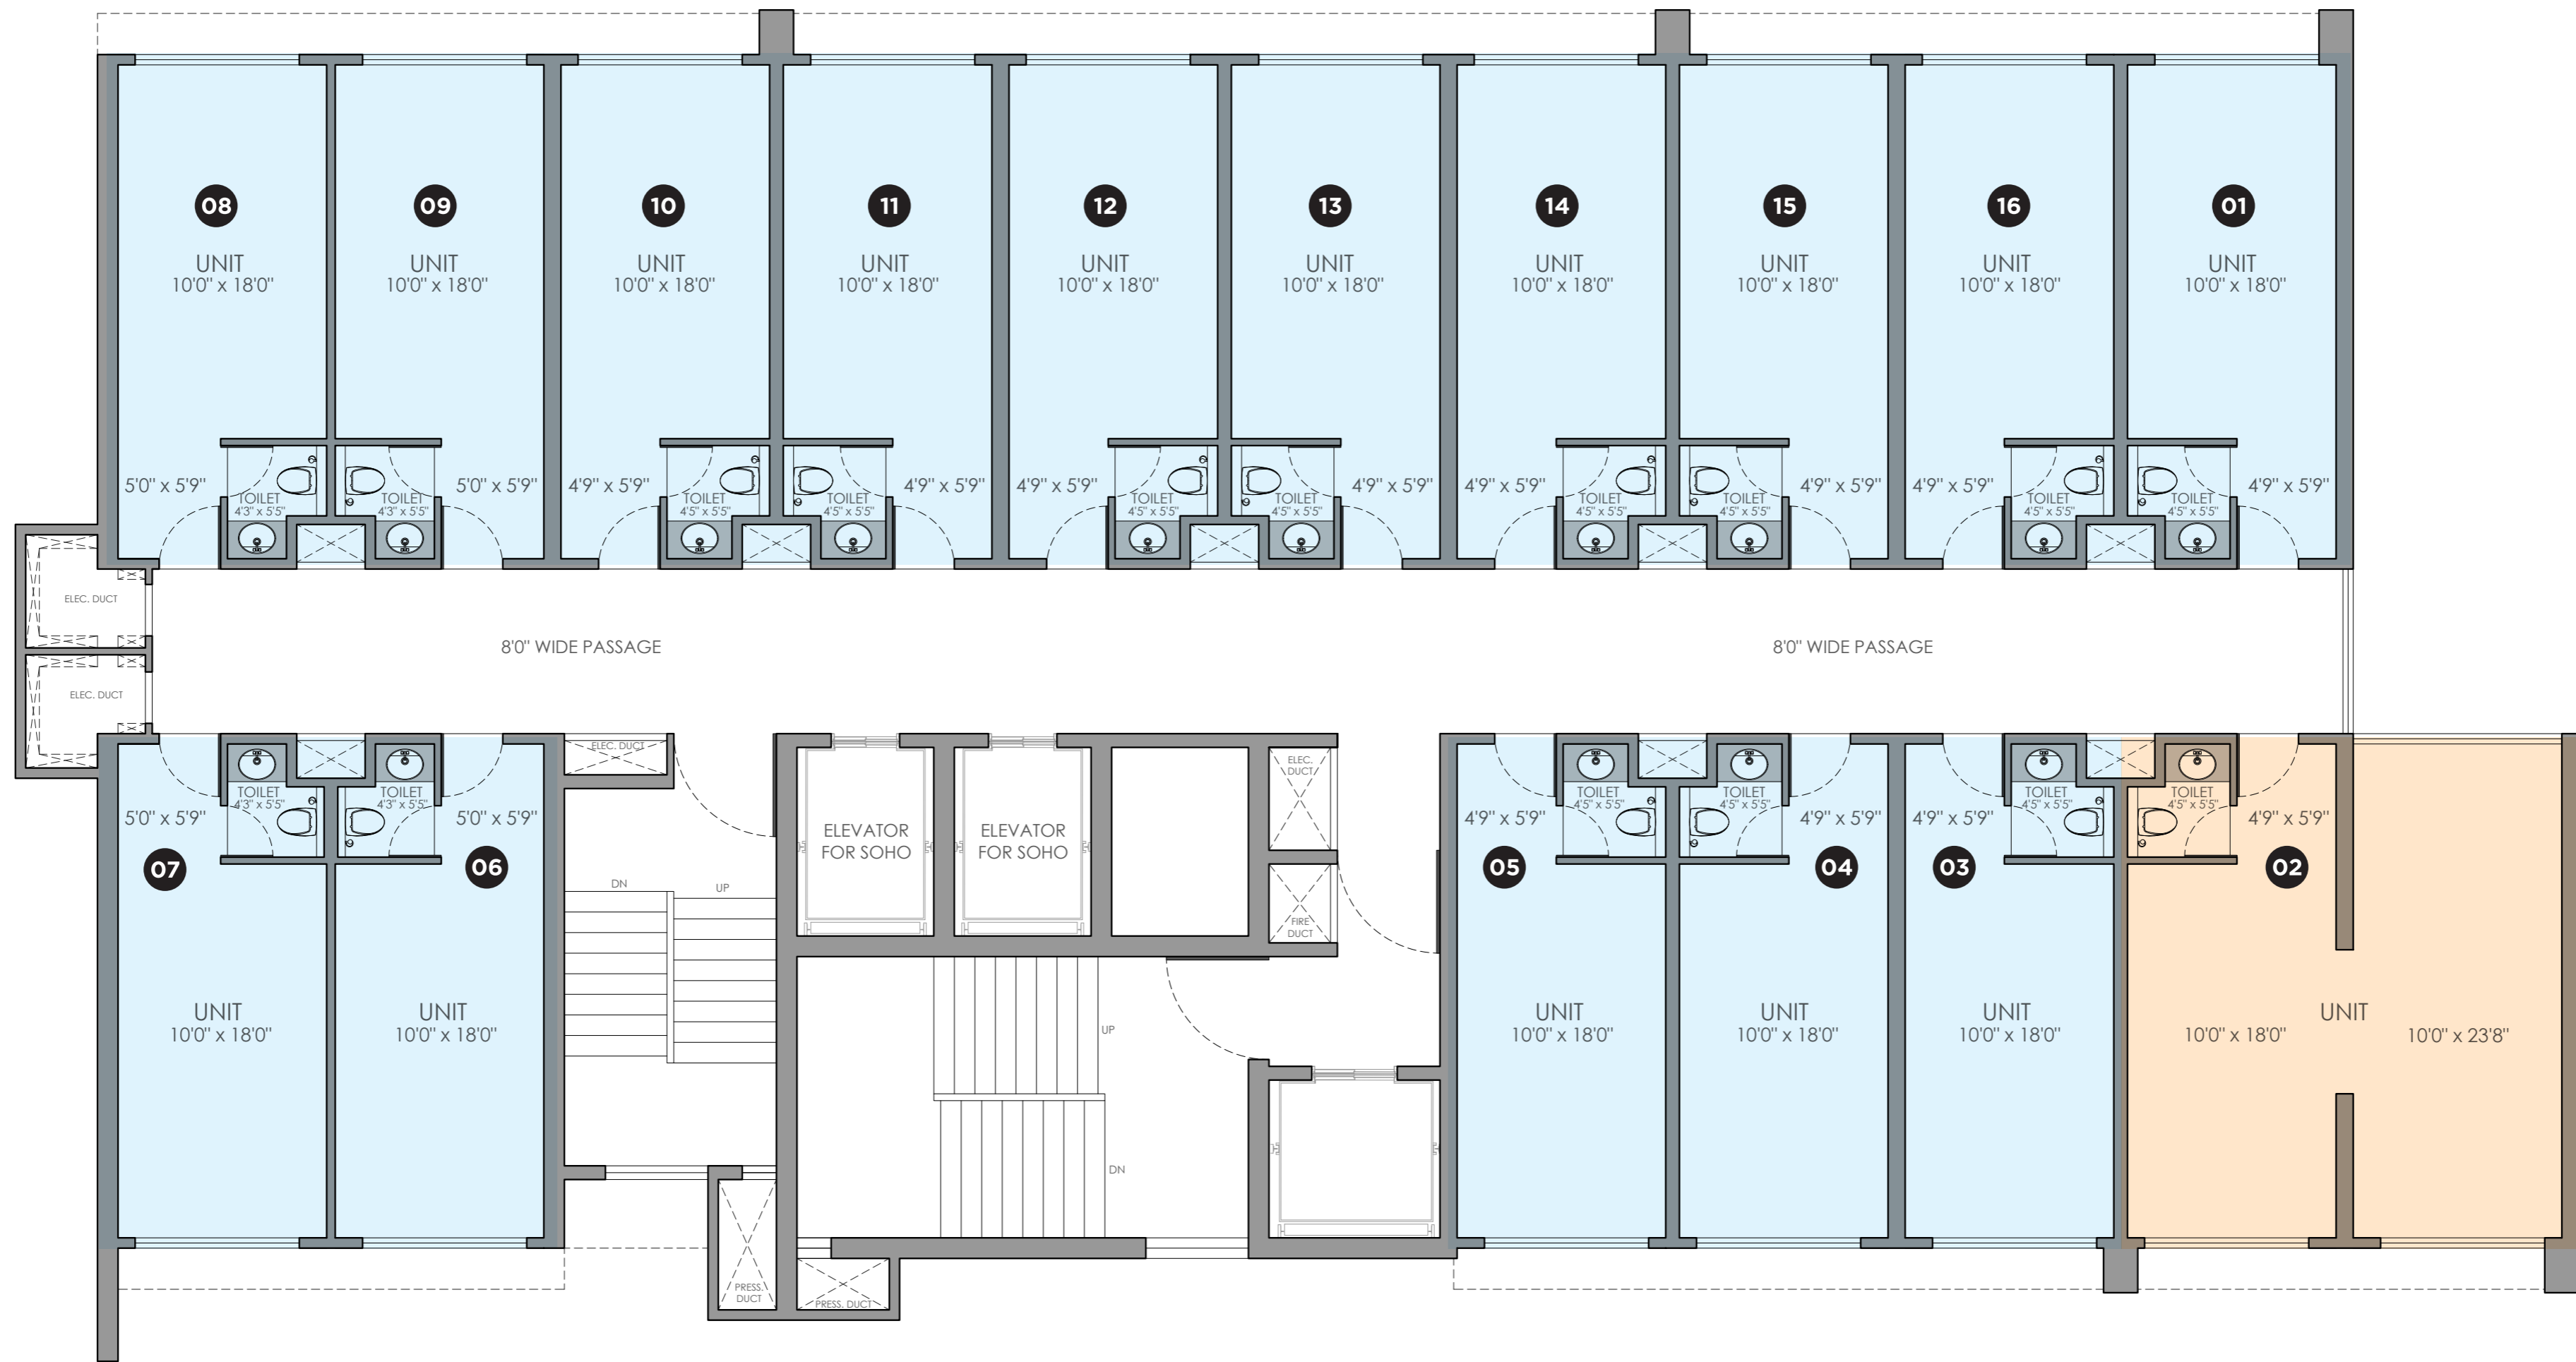 08
09
10
11
12
13
14
15
16
01
UNIT
10'0" x 18'0"
UNIT
10'0" x 18'0"
UNIT
10'0" x 18'0"
UNIT
10'0" x 18'0"
UNIT
10'0" x 18'0"
UNIT
10'0" x 18'0"
UNIT
10'0" x 18'0"
UNIT
10'0" x 18'0"
UNIT
10'0" x 18'0"
UNIT
10'0" x 18'0"
5'0" x 5'9"
TOILET
4'3" x 5'5"
TOILET
4'3" x 5'5"
5'0" x 5'9"
4'9" x 5'9"
TOILET
4'5" x 5'5"
TOILET
4'5" x 5'5"
4'9" x 5'9"
4'9" x 5'9"
TOILET
4'5" x 5'5"
TOILET
4'5" x 5'5"
4'9" x 5'9"
4'9" x 5'9"
TOILET
4'5" x 5'5"
TOILET
4'5" x 5'5"
4'9" x 5'9"
4'9" x 5'9"
TOILET
4'5" x 5'5"
TOILET
4'5" x 5'5"
4'9" x 5'9"
ELEC. DUCT
8'0" WIDE PASSAGE
8'0" WIDE PASSAGE
ELEC. DUCT
TOILET
4'3" x 5'5"
TOILET
4'3" x 5'5"
5'0" x 5'9"
5'0" x 5'9"
07
06
ELEC. DUCT
DN
UP
ELEVATOR
FOR SOHO
ELEVATOR
FOR SOHO
ELEC.
DUCT
FIRE
DUCT
TOILET
4'5" x 5'5"
TOILET
4'5" x 5'5"
TOILET
4'5" x 5'5"
TOILET
4'5" x 5'5"
4'9" x 5'9"
4'9" x 5'9"
4'9" x 5'9"
4'9" x 5'9"
05
04
03
02
UNIT
10'0" x 18'0"
UNIT
10'0" x 18'0"
UP
DN
UNIT
10'0" x 18'0"
UNIT
10'0" x 18'0"
UNIT
10'0" x 18'0"
UNIT
10'0" x 18'0"
10'0" x 23'8"
PRESS.
DUCT
PRESS. DUCT